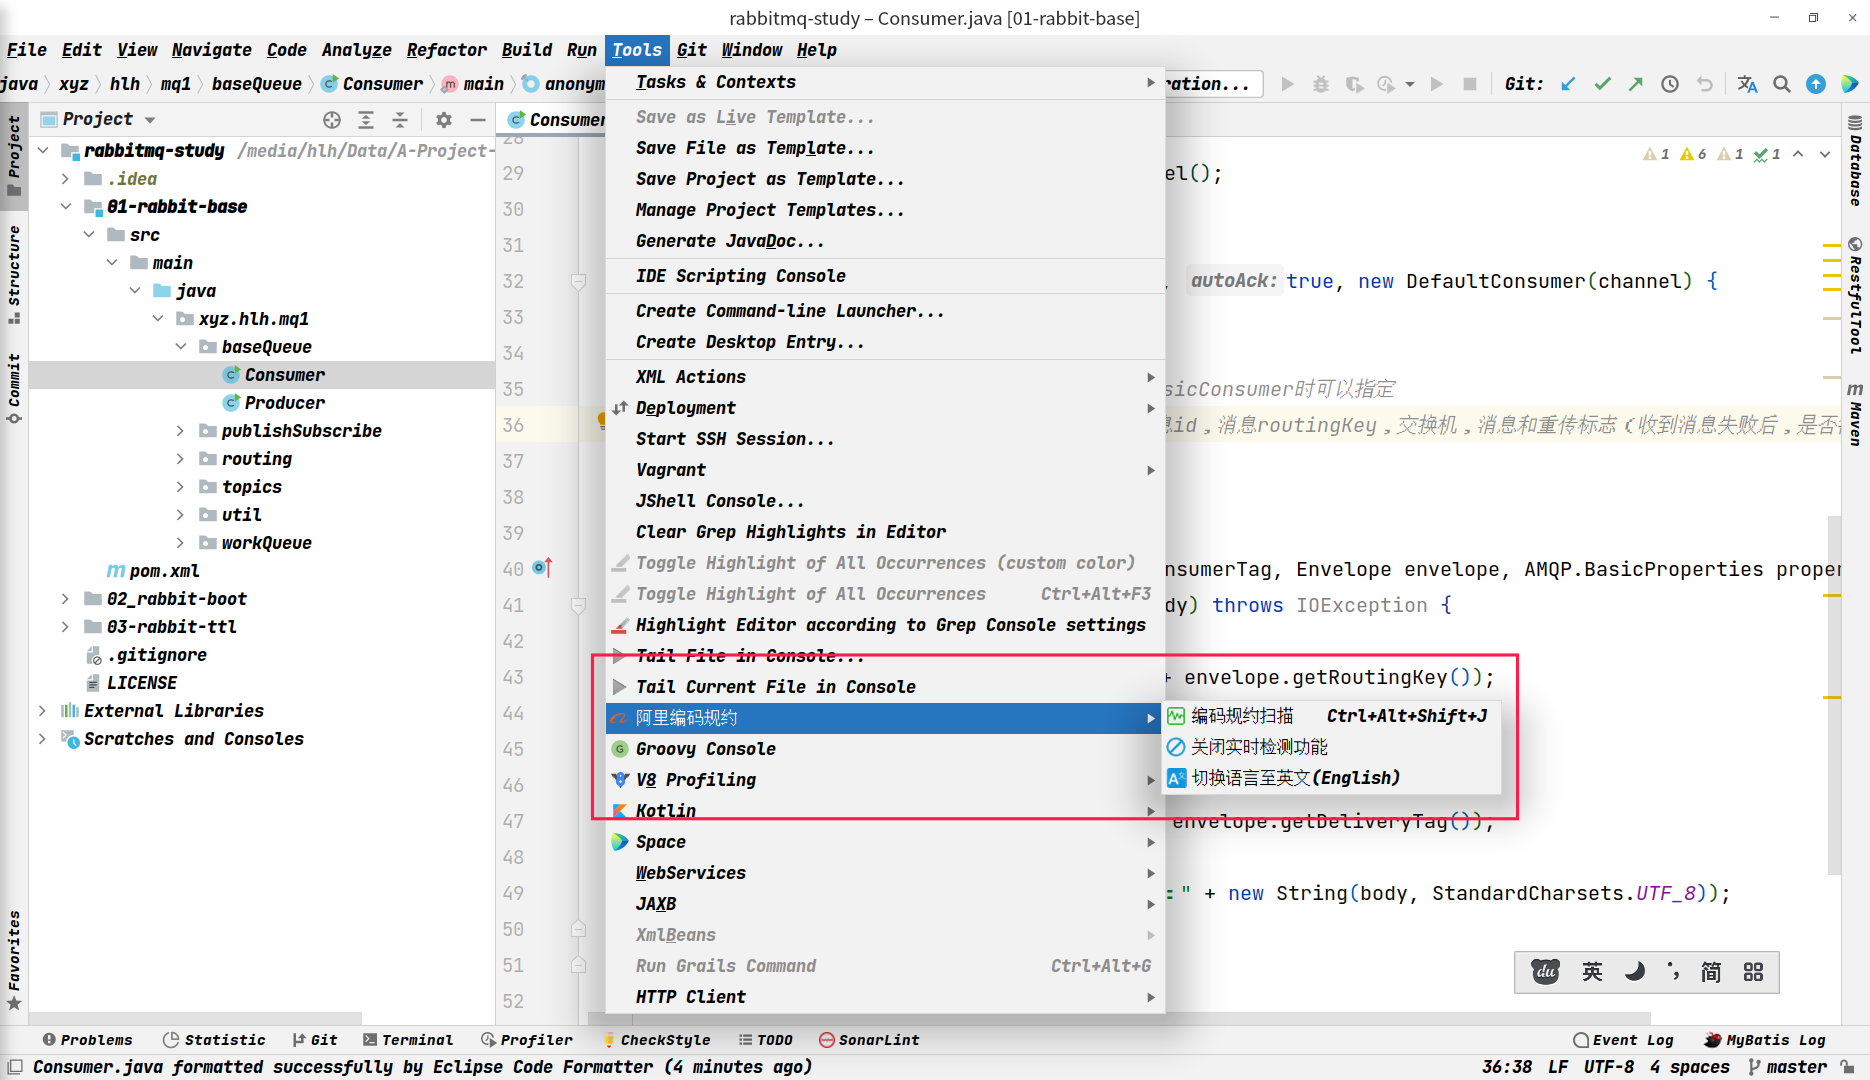 rabbitmq-study – Consumer.java [01-rabbit-base]
File Edit View Navigate Code Analyze Refactor Build Run Tools Git Window Help
java xyz hlh mq1 baseQueue Consumer main anonym
ration... Git:
Project
Consumer
rabbitmq-study /media/hlh/Data/A-Project-
.idea
01-rabbit-base
src
main
java
xyz.hlh.mq1
baseQueue
Consumer
Producer
publishSubscribe
routing
topics
util
workQueue
pom.xml
02_rabbit-boot
03-rabbit-ttl
.gitignore
LICENSE
External Libraries
Scratches and Consoles
Project
Structure
Commit
Favorites
Tasks & Contexts
Save as Live Template...
Save File as Template...
Save Project as Template...
Manage Project Templates...
Generate JavaDoc...
IDE Scripting Console
Create Command-line Launcher...
Create Desktop Entry...
XML Actions
Deployment
Start SSH Session...
Vagrant
JShell Console...
Clear Grep Highlights in Editor
Toggle Highlight of All Occurrences (custom color)
Toggle Highlight of All Occurrences Ctrl+Alt+F3
Highlight Editor according to Grep Console settings
Tail File in Console...
Tail Current File in Console
阿里编码规约
Groovy Console
V8 Profiling
Kotlin
Space
WebServices
JAXB
XmlBeans
Run Grails Command Ctrl+Alt+G
HTTP Client
编码规约扫描 Ctrl+Alt+Shift+J
关闭实时检测功能
切换语言至英文(English)
1 6 1 1
28
29 el();
30
31
32 , autoAck: true, new DefaultConsumer(channel) {
33
34
35 sicConsumer时可以指定
36 id，消息routingKey，交换机，消息和重传标志（收到消息失败后，是否
37
38
39
40 nsumerTag, Envelope envelope, AMQP.BasicProperties proper
41 dy) throws IOException {
42
43 + envelope.getRoutingKey());
44
45
46
47 envelope.getDeliveryTag());
48
49 :" + new String(body, StandardCharsets.UTF_8));
50
51
52
Database
RestfulTool
Maven
du 英 简
Problems Statistic Git Terminal Profiler CheckStyle TODO SonarLint Event Log MyBatis Log
Consumer.java formatted successfully by Eclipse Code Formatter (4 minutes ago) 36:38 LF UTF-8 4 spaces master